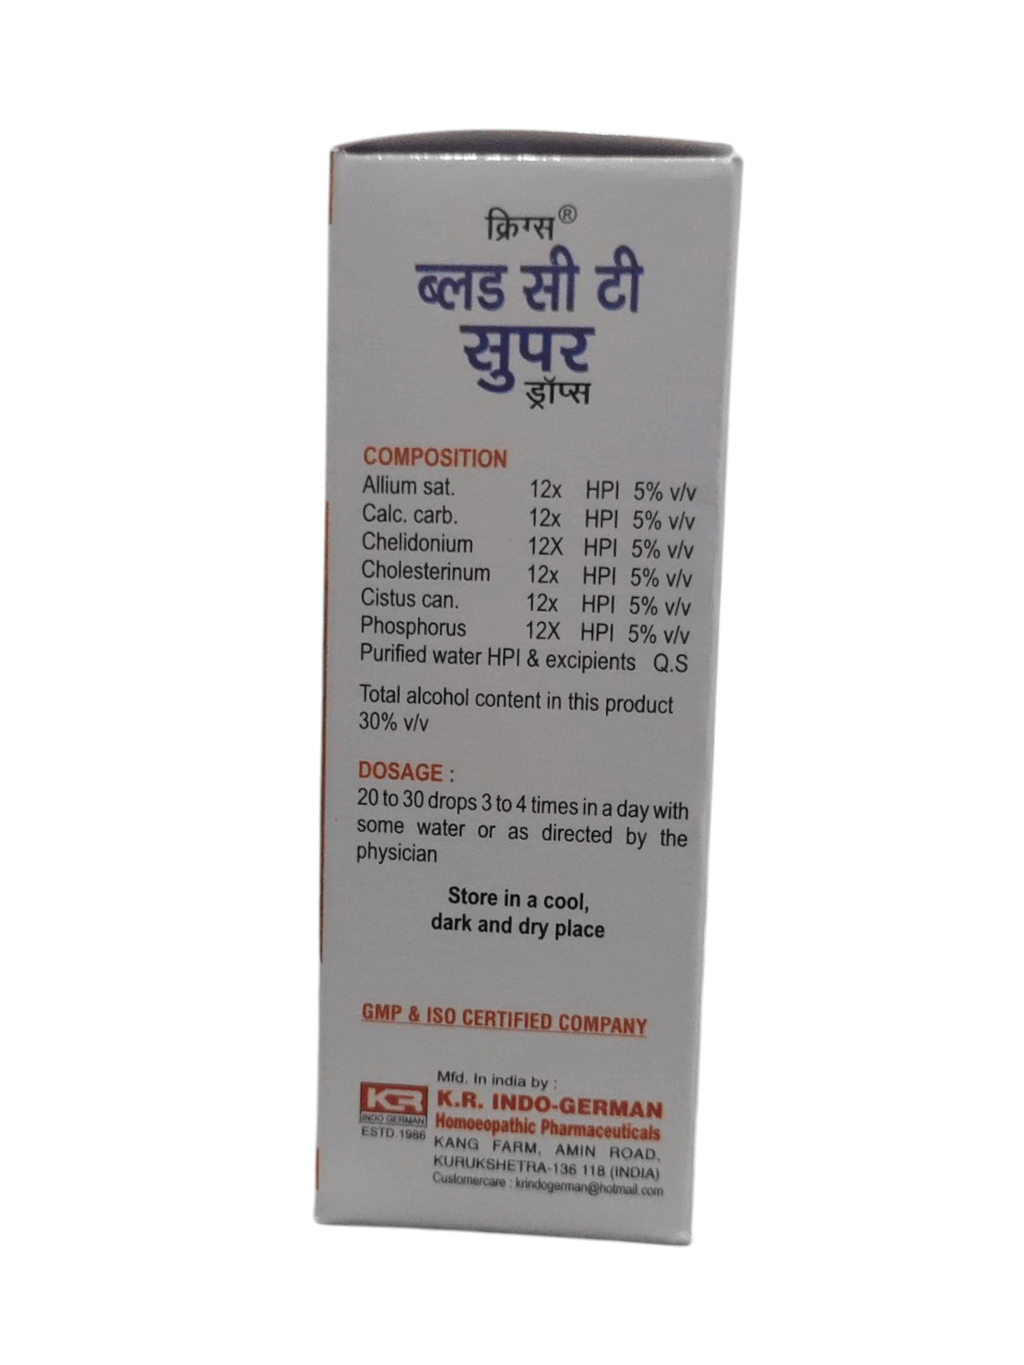 क्रिग्स®
ब्लड सी टी
सुपर
ड्रॉप्स
COMPOSITION
Allium sat. 12x HPI 5% v/v
Calc. carb. 12x HPI 5% v/v
Chelidonium 12X HPI 5% v/v
Cholesterinum 12x HPI 5% v/v
Cistus can. 12x HPI 5% v/v
Phosphorus 12X HPI 5% v/v
Purified water HPI & excipients Q.S
Total alcohol content in this product
30% v/v
DOSAGE :
20 to 30 drops 3 to 4 times in a day with
some water or as directed by the
physician
Store in a cool,
dark and dry place
GMP & ISO CERTIFIED COMPANY
Mfd. In india by :
KR
INDO GERMAN
ESTD.1986
K.R. INDO-GERMAN
Homoeopathic Pharmaceuticals
KANG FARM, AMIN ROAD,
KURUKSHETRA-136 118 (INDIA)
Customercare : krindogerman@hotmail.com